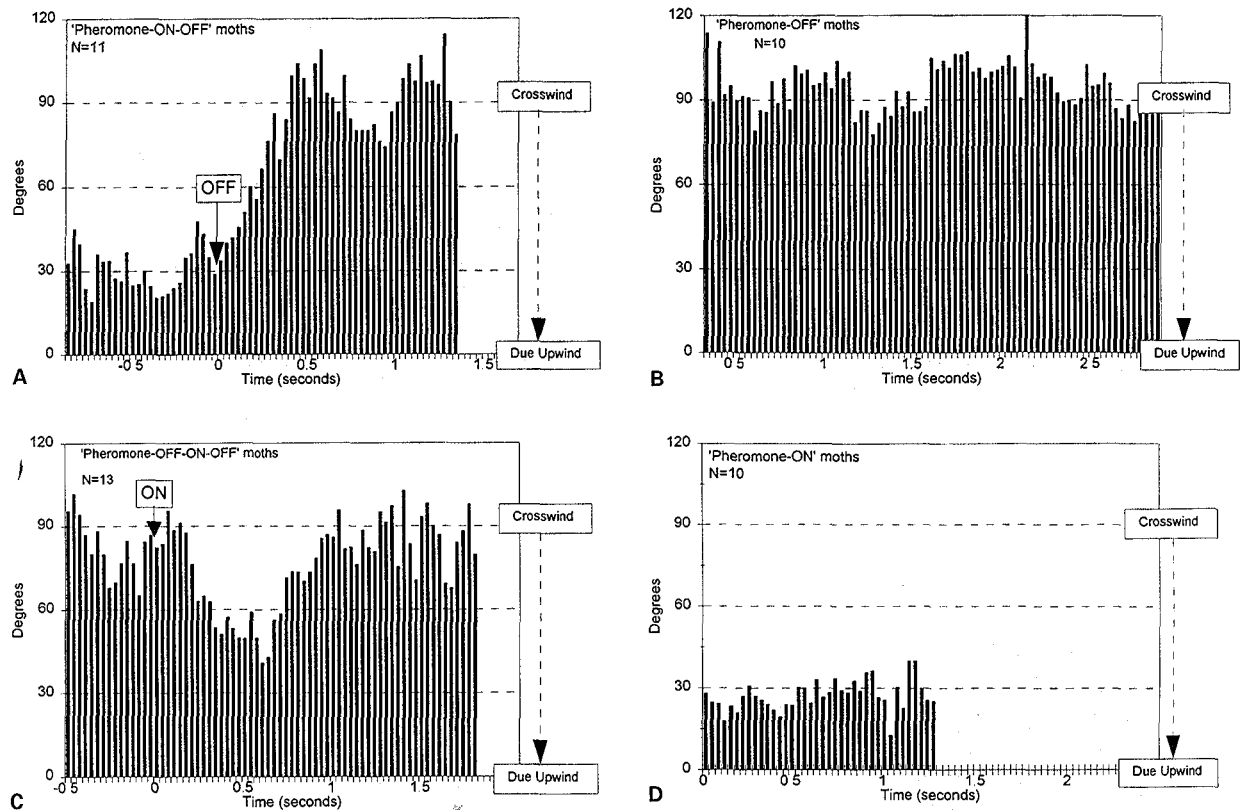 'Pheromone-ON-OFF' moths
N=11
120
90
60
30
0
Degrees
OFF
Crosswind
Due Upwind
-0 5 0 0.5 1 1.5
Time (seconds)
A
'Pheromone-OFF' moths
N=10
120
90
60
30
0
Degrees
Crosswind
Due Upwind
0 5 1 1.5 2 2 5
Time (seconds)
B
'Pheromone-OFF-ON-OFF' moths
N=13
120
90
60
30
0
Degrees
ON
Crosswind
Due Upwind
-0 5 0 0.5 1
Time (seconds)
C
'Pheromone-ON' moths
N=10
120
90
60
30
0
Degrees
Crosswind
Due Upwind
0 0 5 1 1 5 2
Time (seconds)
D